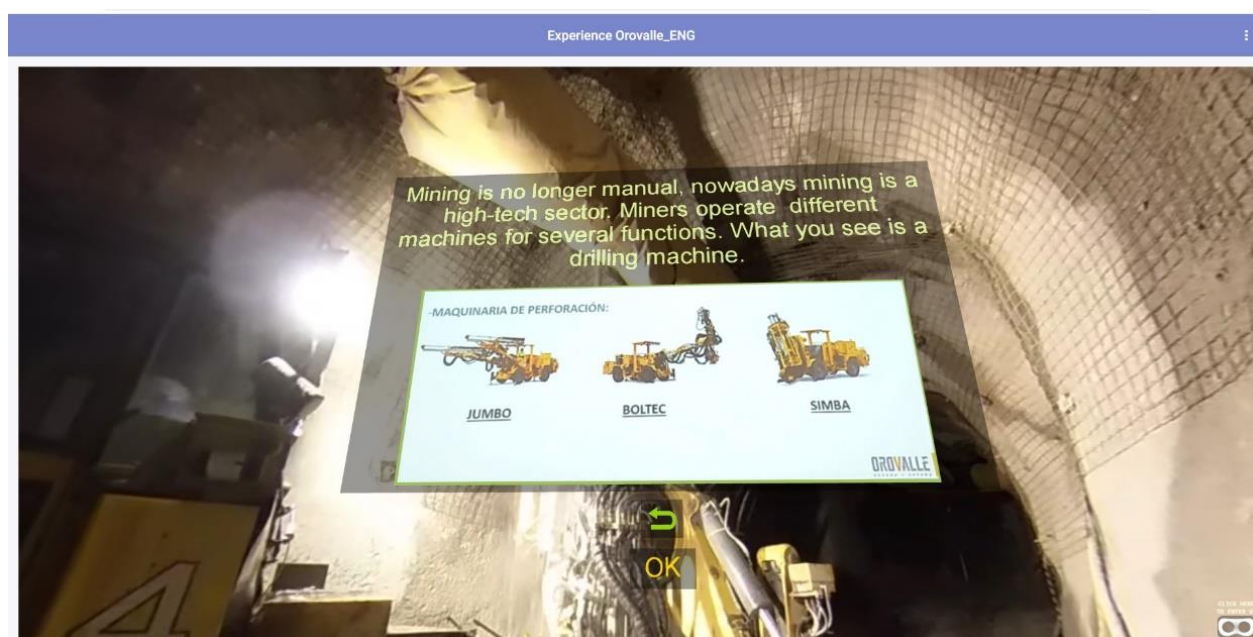 Experience Orovalle_ENG
Mining is no longer manual, nowadays mining is a
high-tech sector. Miners operate different
machines for several functions. What you see is a
drilling machine.
-MAQUINARIA DE PERFORACIÓN:
JUMBO
BOLTEC
SIMBA
OROVALLE
OK
4